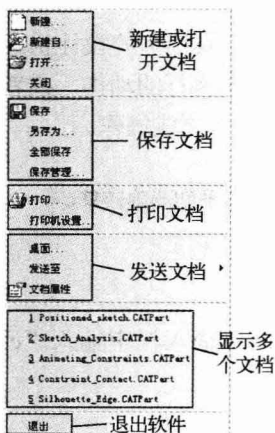 新建...
新建自...
打开...
关闭
新建或打
开文档
保存
另存为...
全部保存
保存管理...
保存文档
打印...
打印机设置...
打印文档
桌面...
发送至
文档属性
发送文档
1 Positioned_sketch.CATPart
2 Sketch_Analysis.CATPart
3 Animating_Constraints.CATPart
4 Constraint_Contact.CATPart
5 Silhouette_Edge.CATPart
显示多
个文档
退出
退出软件